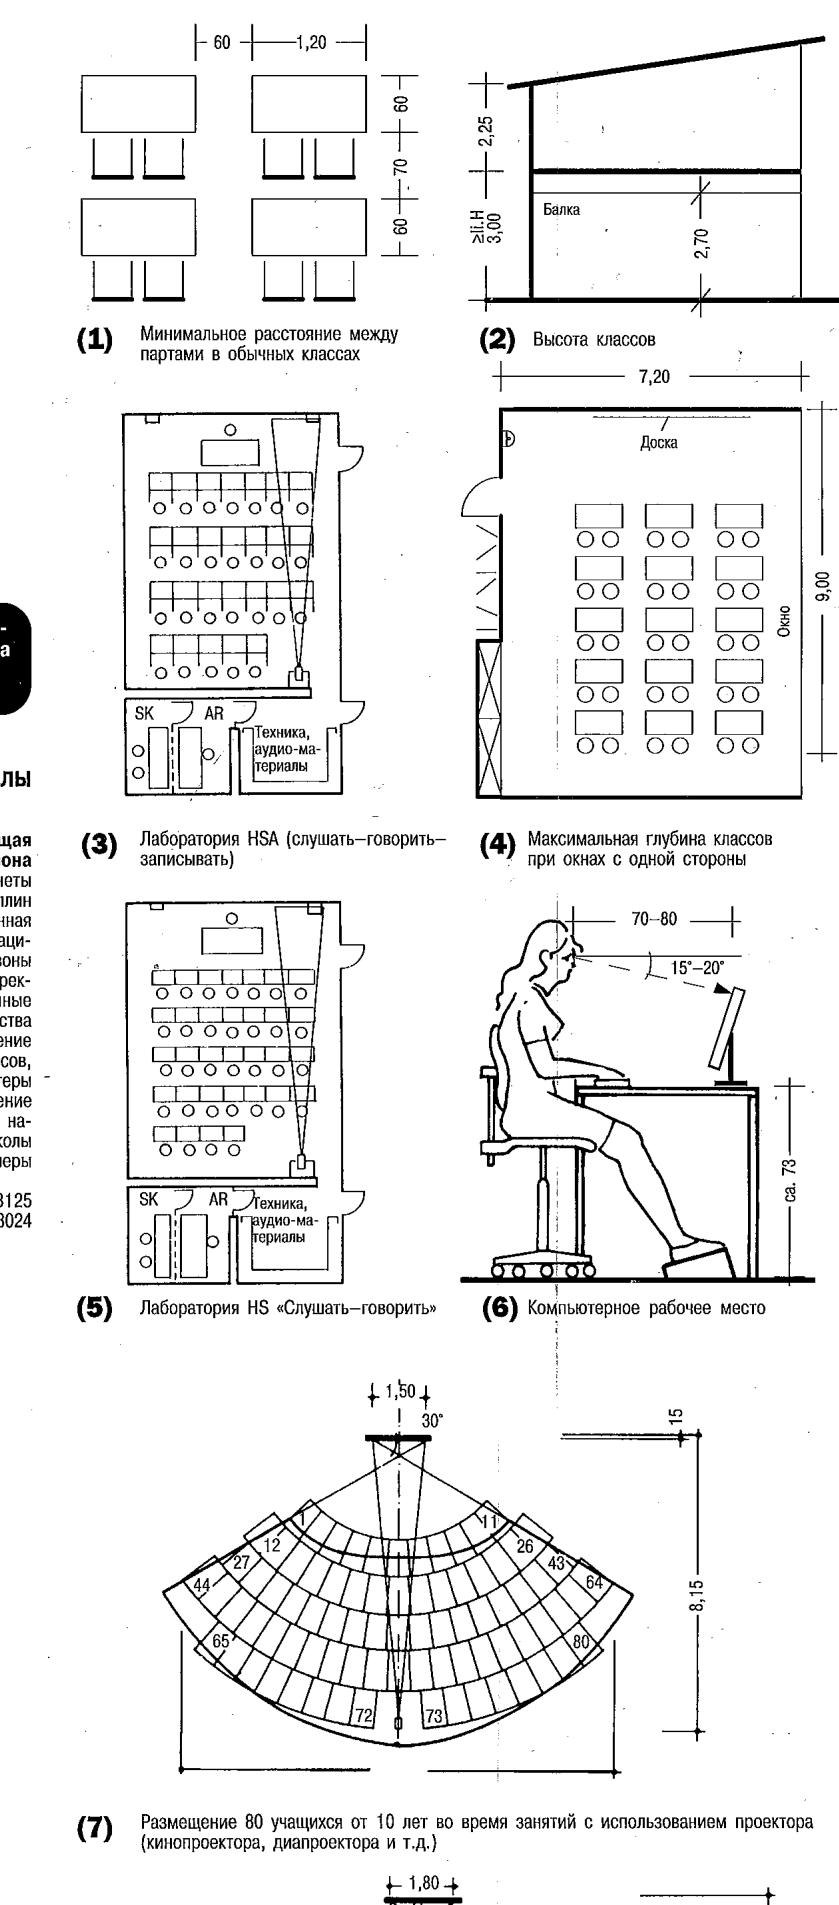 60
1,20
60
70
60
2,25
≥li.H
3,00
Балка
2,70
(1) Минимальное расстояние между
партами в обычных классах
(2) Высота классов
7,20
Доска
9,00
Окно
SK
AR
Техника,
аудио-ма-
териалы
(3) Лаборатория HSA (слушать–говорить–
записывать)
(4) Максимальная глубина классов
при окнах с одной стороны
-
а
лы
щая
она
неты
плин
нная
аци-
зоны
рек-
нные
ства
ение
сов,
теры
ение
на-
колы
меры
3125
3024
SK
AR
Техника,
аудио-ма-
териалы
70–80
15°–20°
ca. 73
(5) Лаборатория HS «Слушать–говорить»
(6) Компьютерное рабочее место
1,50
30°
15
1
11
12
26
27
43
44
64
65
80
72
73
8,15
(7) Размещение 80 учащихся от 10 лет во время занятий с использованием проектора
(кинопроектора, диапроектора и т.д.)
1,80